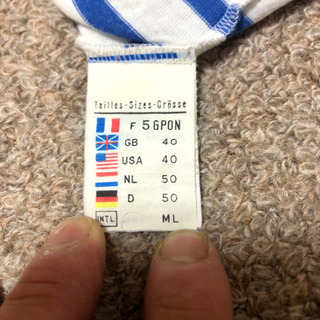 Tailles-Sizes-Grösse
F 5GPON
GB 40
USA 40
NL 50
D 50
INTL ML